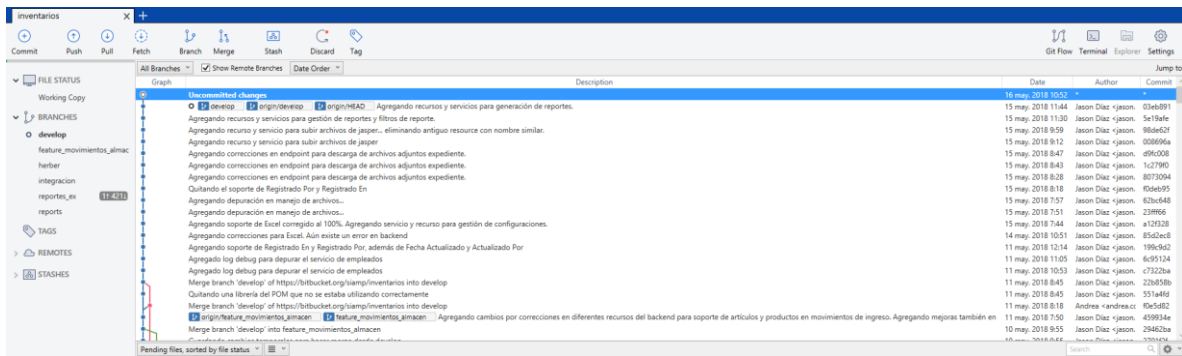 inventarios X +
Commit Push Pull Fetch Branch Merge Stash Discard Tag Git Flow Terminal Explorer Settings
All Branches Show Remote Branches Date Order Jump to
Graph Description Date Author Commit
FILE STATUS
Working Copy
BRANCHES
develop
feature_movimientos_almac
herber
integracion
reportes_ex
reports
TAGS
REMOTES
STASHES
Uncommitted changes 16 may. 2018 10:52 * *
develop origin/develop origin/HEAD Agregando recursos y servicios para generación de reportes. 15 may. 2018 11:44 Jason Díaz <jason. 03eb891
Agregando recursos y servicios para gestión de reportes y filtros de reporte. 15 may. 2018 11:30 Jason Díaz <jason. 5e19afe
Agregando recurso y servicio para subir archivos de jasper... eliminando antiguo resource con nombre similar. 15 may. 2018 9:59 Jason Díaz <jason. 98de62f
Agregando recurso y servicio para subir archivos de jasper 15 may. 2018 9:12 Jason Díaz <jason. 008696a
Agregando correcciones en endpoint para descarga de archivos adjuntos expediente. 15 may. 2018 8:47 Jason Díaz <jason. d9fc008
Agregando correcciones en endpoint para descarga de archivos adjuntos expediente. 15 may. 2018 8:43 Jason Díaz <jason. 1c279f0
Agregando correcciones en endpoint para descarga de archivos adjuntos expediente. 15 may. 2018 8:28 Jason Díaz <jason. 8073094
Quitando el soporte de Registrado Por y Registrado En 15 may. 2018 8:18 Jason Díaz <jason. f0deb95
Agregando depuración en manejo de archivos... 15 may. 2018 7:57 Jason Díaz <jason. 62bc648
Agregando depuración en manejo de archivos... 15 may. 2018 7:51 Jason Díaz <jason. 23fff66
Agregando soporte de Excel corregido al 100%. Agregando servicio y recurso para gestión de configuraciones. 15 may. 2018 7:44 Jason Díaz <jason. a12f328
Agregando correcciones para Excel. Aún existe un error en backend 14 may. 2018 10:51 Jason Díaz <jason. 85d2ec8
Agregando soporte de Registrado En y Registrado Por, además de Fecha Actualizado y Actualizado Por 11 may. 2018 12:14 Jason Díaz <jason. 199c9d2
Agregado log debug para depurar el servicio de empleados 11 may. 2018 11:05 Jason Díaz <jason. 6c95124
Agregado log debug para depurar el servicio de empleados 11 may. 2018 10:53 Jason Díaz <jason. c7322ba
Merge branch 'develop' of https://bitbucket.org/siamp/inventarios into develop 11 may. 2018 8:45 Jason Díaz <jason. 22b858b
Quitando una librería del POM que no se estaba utilizando correctamente 11 may. 2018 8:45 Jason Díaz <jason. 551a4fd
Merge branch 'develop' of https://bitbucket.org/siamp/inventarios into develop 11 may. 2018 8:18 Andrea <andrea.cc f0e5d82
origin/feature_movimientos_almacen feature_movimientos_almacen Agregando cambios por correcciones en diferentes recursos del backend para soporte de artículos y productos en movimientos de ingreso. Agregando mejoras también en 11 may. 2018 7:50 Jason Díaz <jason. 459934e
Merge branch 'develop' into feature_movimientos_almacen 10 may. 2018 9:55 Jason Díaz <jason. 29462ba
Pending files, sorted by file status Search